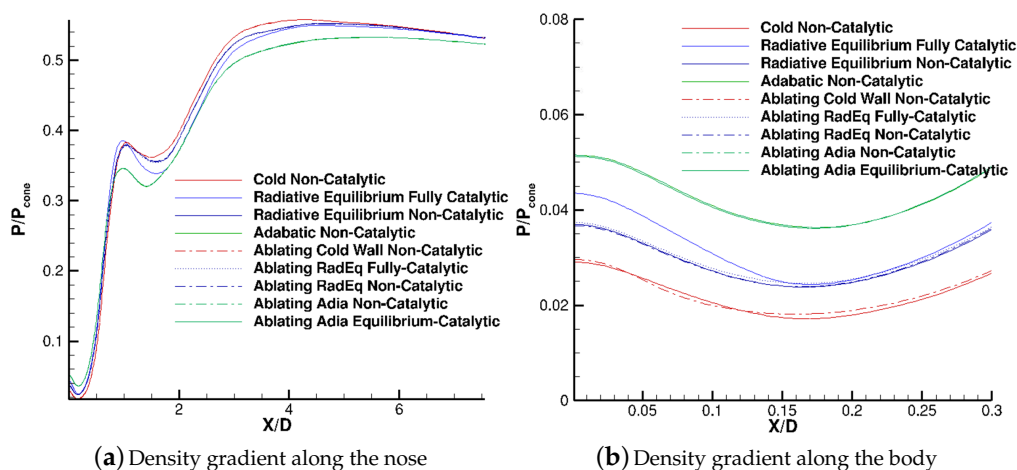 P/P_cone
0.5
0.4
0.3
0.2
0.1
2
4
6
X/D
Cold Non-Catalytic
Radiative Equilibrium Fully Catalytic
Radiative Equilibrium Non-Catalytic
Adabatic Non-Catalytic
Ablating Cold Wall Non-Catalytic
Ablating RadEq Fully-Catalytic
Ablating RadEq Non-Catalytic
Ablating Adia Non-Catalytic
Ablating Adia Equilibrium-Catalytic
(a) Density gradient along the nose
P/P_cone
0.08
0.06
0.04
0.02
0
0.05
0.1
0.15
0.2
0.25
0.3
X/D
Cold Non-Catalytic
Radiative Equilibrium Fully Catalytic
Radiative Equilibrium Non-Catalytic
Adabatic Non-Catalytic
Ablating Cold Wall Non-Catalytic
Ablating RadEq Fully-Catalytic
Ablating RadEq Non-Catalytic
Ablating Adia Non-Catalytic
Ablating Adia Equilibrium-Catalytic
(b) Density gradient along the body